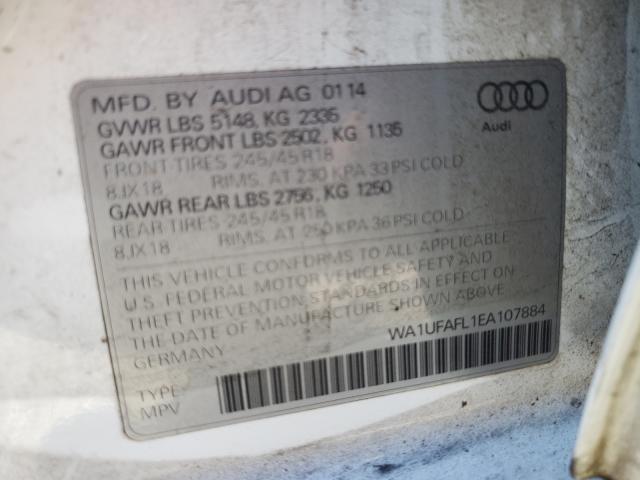 MFD. BY AUDI AG 0114
GVWR LBS 5148, KG 2335
GAWR FRONT LBS 2502, KG 1135
FRONT TIRES 245/45 R18
8JX18 RIMS. AT 230 KPA 33 PSI COLD
GAWR REAR LBS 2756, KG 1250
REAR TIRES 245/45 R18
8JX18 RIMS. AT 250 KPA 36 PSI COLD
Audi
THIS VEHICLE CONFORMS TO ALL APPLICABLE
U.S. FEDERAL MOTOR VEHICLE SAFETY AND
THEFT PREVENTION STANDARDS IN EFFECT ON
THE DATE OF MANUFACTURE SHOWN ABOVE.
GERMANY
WA1UFAFL1EA107884
TYPE:
MPV